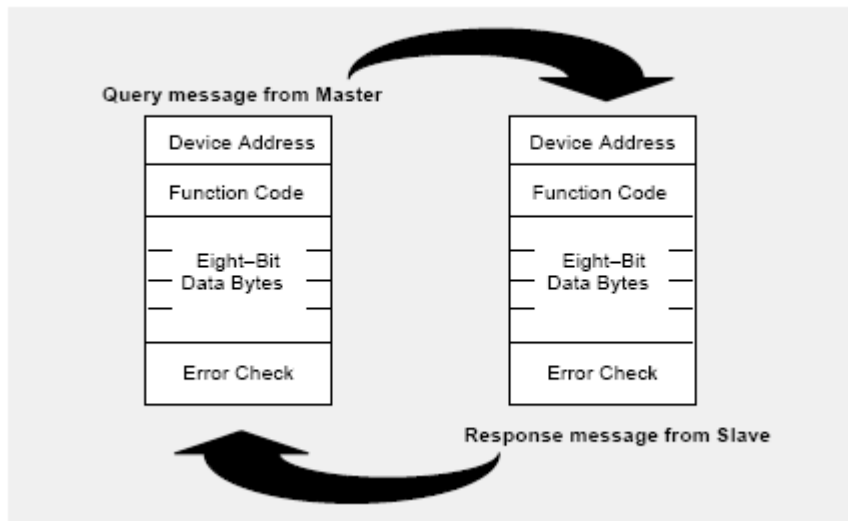 Query message from Master
Device Address
Function Code
Eight–Bit
Data Bytes
Error Check
Device Address
Function Code
Eight–Bit
Data Bytes
Error Check
Response message from Slave